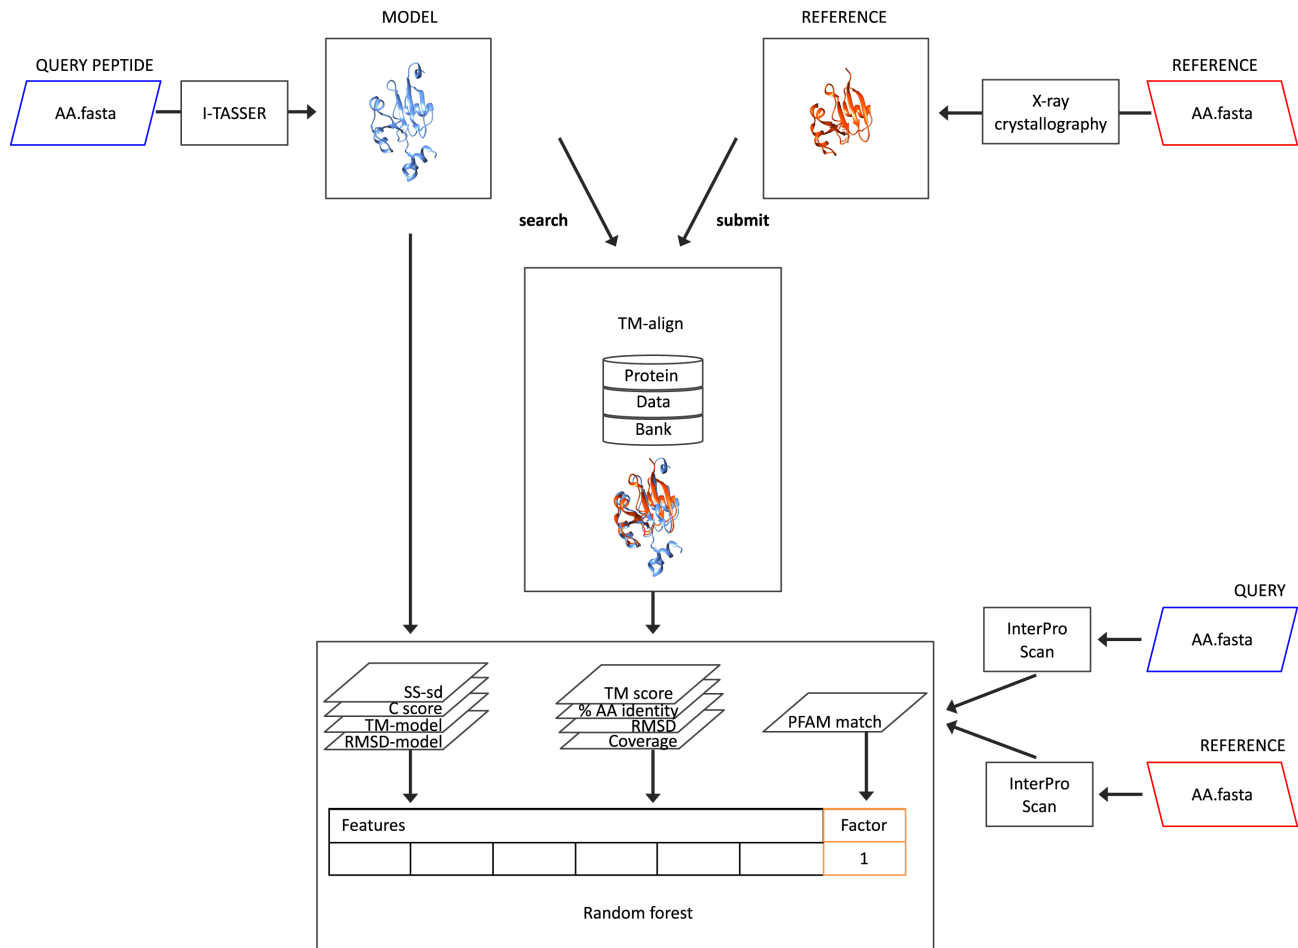 MODEL
REFERENCE
QUERY PEPTIDE
AA.fasta
I-TASSER
X-ray
crystallography
REFERENCE
AA.fasta
search
submit
TM-align
Protein
Data
Bank
QUERY
InterPro
Scan
AA.fasta
SS-sd
C score
TM-model
RMSD-model
TM score
% AA identity
RMSD
Coverage
PFAM match
REFERENCE
InterPro
Scan
AA.fasta
Features
Factor
1
Random forest